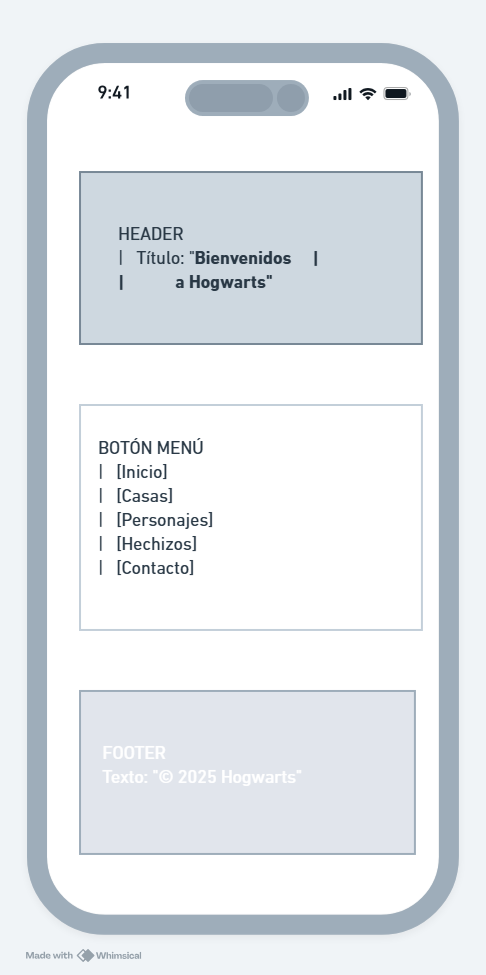 9:41
HEADER
| Título: "Bienvenidos |
| a Hogwarts"
BOTÓN MENÚ
| [Inicio]
| [Casas]
| [Personajes]
| [Hechizos]
| [Contacto]
FOOTER
Texto: "© 2025 Hogwarts"
Made with Whimsical